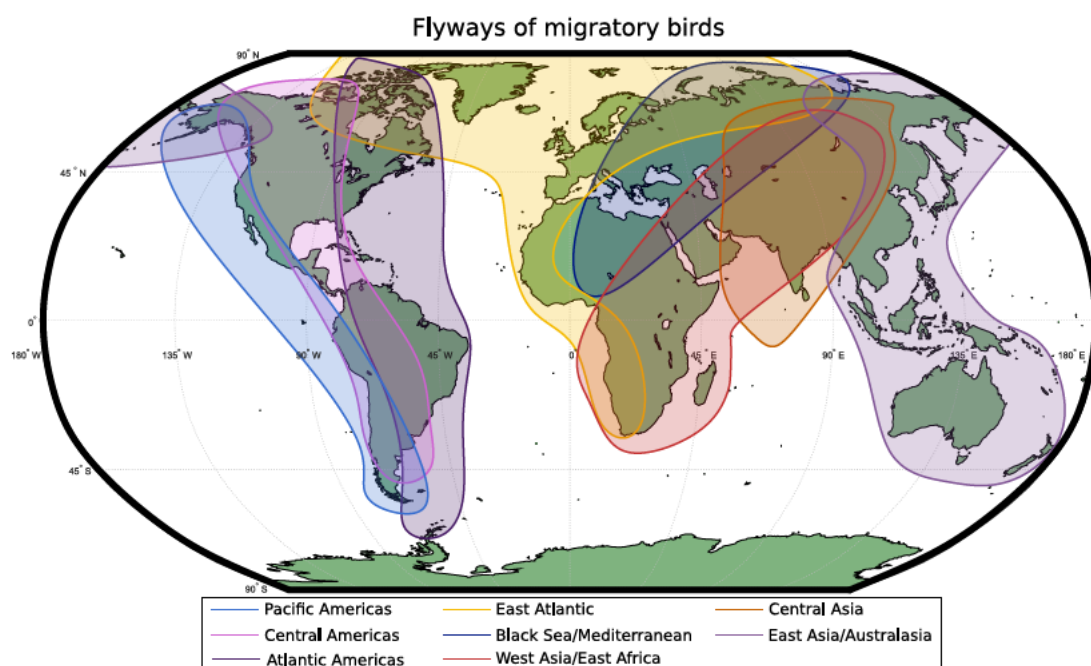 Flyways of migratory birds
90° N
45° N
0°
180° W 135° W 90° W 45° W 0° 45° E 90° E 135° E 180° E
45° S
90° S
Pacific Americas East Atlantic Central Asia
Central Americas Black Sea/Mediterranean East Asia/Australasia
Atlantic Americas West Asia/East Africa